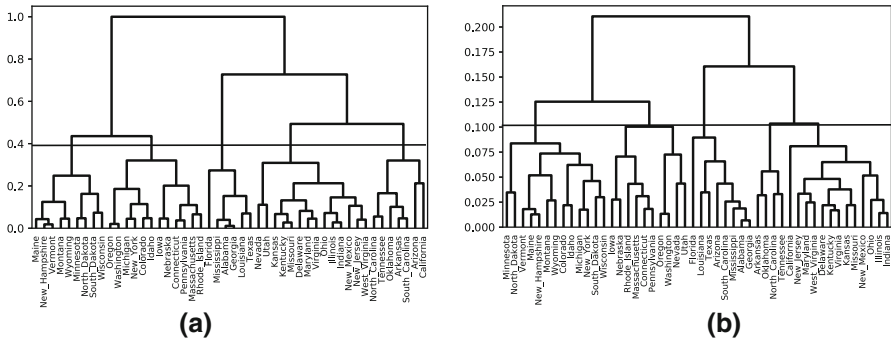 1.0
0.8
0.6
0.4
0.2
0.0
Maine
New_Hampshire
Vermont
Montana
Wyoming
Minnesota
North_Dakota
South_Dakota
Wisconsin
Oregon
Washington
Michigan
New_York
Colorado
Idaho
Iowa
Nebraska
Connecticut
Pennsylvania
Massachusetts
Rhode_Island
Florida
Mississippi
Alabama
Georgia
Louisiana
Texas
Nevada
Utah
Kansas
Kentucky
Missouri
Delaware
Maryland
Virginia
Ohio
Illinois
Indiana
New_Mexico
New_Jersey
West_Virginia
North_Carolina
Tennessee
Oklahoma
Arkansas
South_Carolina
Arizona
California
(a)
0.200
0.175
0.150
0.125
0.100
0.075
0.050
0.025
0.000
Minnesota
North_Dakota
Vermont
Maine
New_Hampshire
Montana
Wyoming
Colorado
Idaho
Michigan
New_York
South_Dakota
Wisconsin
Iowa
Nebraska
Rhode_Island
Massachusetts
Connecticut
Pennsylvania
Oregon
Washington
Nevada
Utah
Florida
Louisiana
Texas
Arizona
South_Carolina
Mississippi
Alabama
Georgia
Arkansas
Oklahoma
North_Carolina
Tennessee
California
New_Jersey
Maryland
West_Virginia
Delaware
Kentucky
Virginia
Kansas
Missouri
New_Mexico
Ohio
Illinois
Indiana
(b)